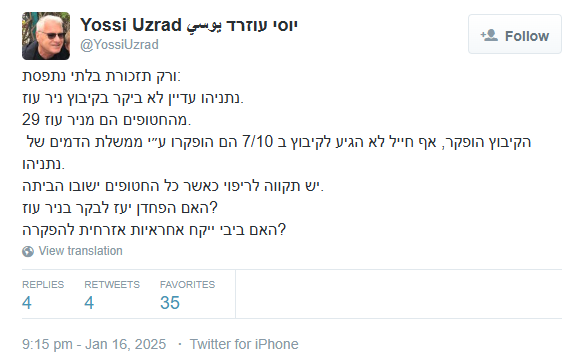 Yossi Uzrad يوسي יוסי עוזרד
@YossiUzrad
Follow
ורק תזכורת בלתי נתפסת:
נתניהו עדיין לא ביקר בקיבוץ ניר עוז.
29 מהחטופים הם מניר עוז.
הקיבוץ הופקר, אף חייל לא הגיע לקיבוץ ב 7/10 הם הופקרו ע״י ממשלת הדמים של
נתניהו.
יש תקווה לריפוי כאשר כל החטופים ישובו הביתה.
האם הפחדן יעז לבקר בניר עוז?
האם ביבי ייקח אחראיות אזרחית להפקרה?
View translation
REPLIES RETWEETS FAVORITES
4 4 35
9:15 pm - Jan 16, 2025 · Twitter for iPhone